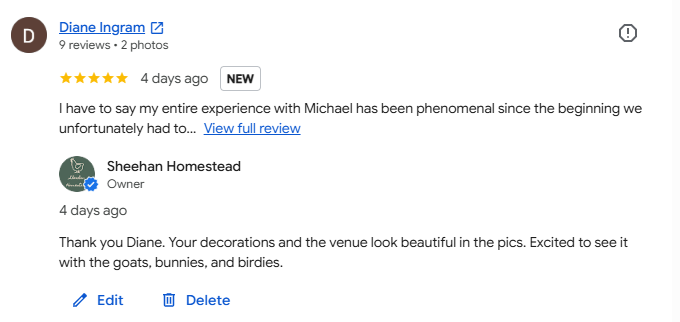 D
Diane Ingram
9 reviews • 2 photos
4 days ago NEW
I have to say my entire experience with Michael has been phenomenal since the beginning we
unfortunately had to... View full review
Sheehan Homestead
Owner
4 days ago
Thank you Diane. Your decorations and the venue look beautiful in the pics. Excited to see it
with the goats, bunnies, and birdies.
Edit Delete